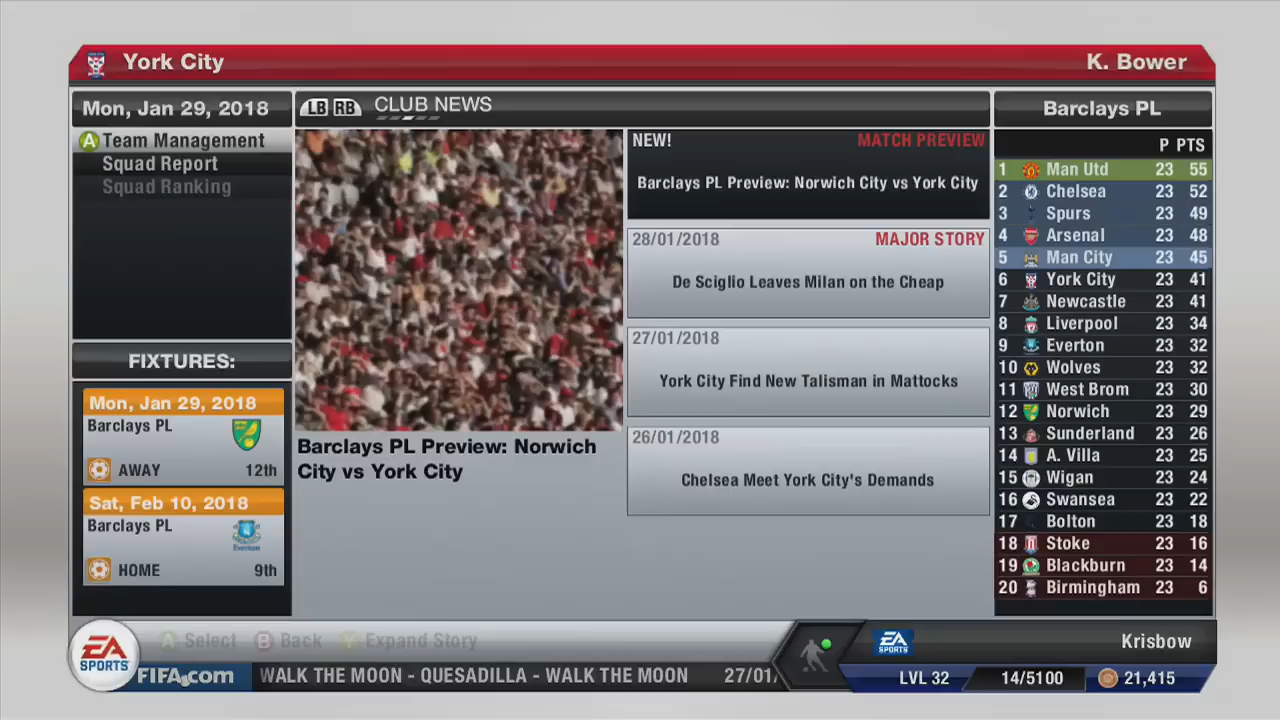 York City
K. Bower
Mon, Jan 29, 2018
A Team Management
Squad Report
Squad Ranking
FIXTURES:
Mon, Jan 29, 2018
Barclays PL
AWAY 12th
Sat, Feb 10, 2018
Barclays PL
Everton
HOME 9th
LB RB CLUB NEWS
Barclays PL Preview: Norwich
City vs York City
NEW! MATCH PREVIEW
Barclays PL Preview: Norwich City vs York City
28/01/2018 MAJOR STORY
De Sciglio Leaves Milan on the Cheap
27/01/2018
York City Find New Talisman in Mattocks
26/01/2018
Chelsea Meet York City's Demands
Barclays PL
P PTS
1 Man Utd 23 55
2 Chelsea 23 52
3 Spurs 23 49
4 Arsenal 23 48
5 Man City 23 45
6 York City 23 41
7 Newcastle 23 41
8 Liverpool 23 34
9 Everton 23 32
10 Wolves 23 32
11 West Brom 23 30
12 Norwich 23 29
13 Sunderland 23 26
14 A. Villa 23 25
15 Wigan 23 24
16 Swansea 23 22
17 Bolton 23 18
18 Stoke 23 16
19 Blackburn 23 14
20 Birmingham 23 6
A Select B Back Y Expand Story
EA SPORTS
FIFA.com
WALK THE MOON - QUESADILLA - WALK THE MOON 27/01/
EA SPORTS
Krisbow
LVL 32 14/5100 21,415